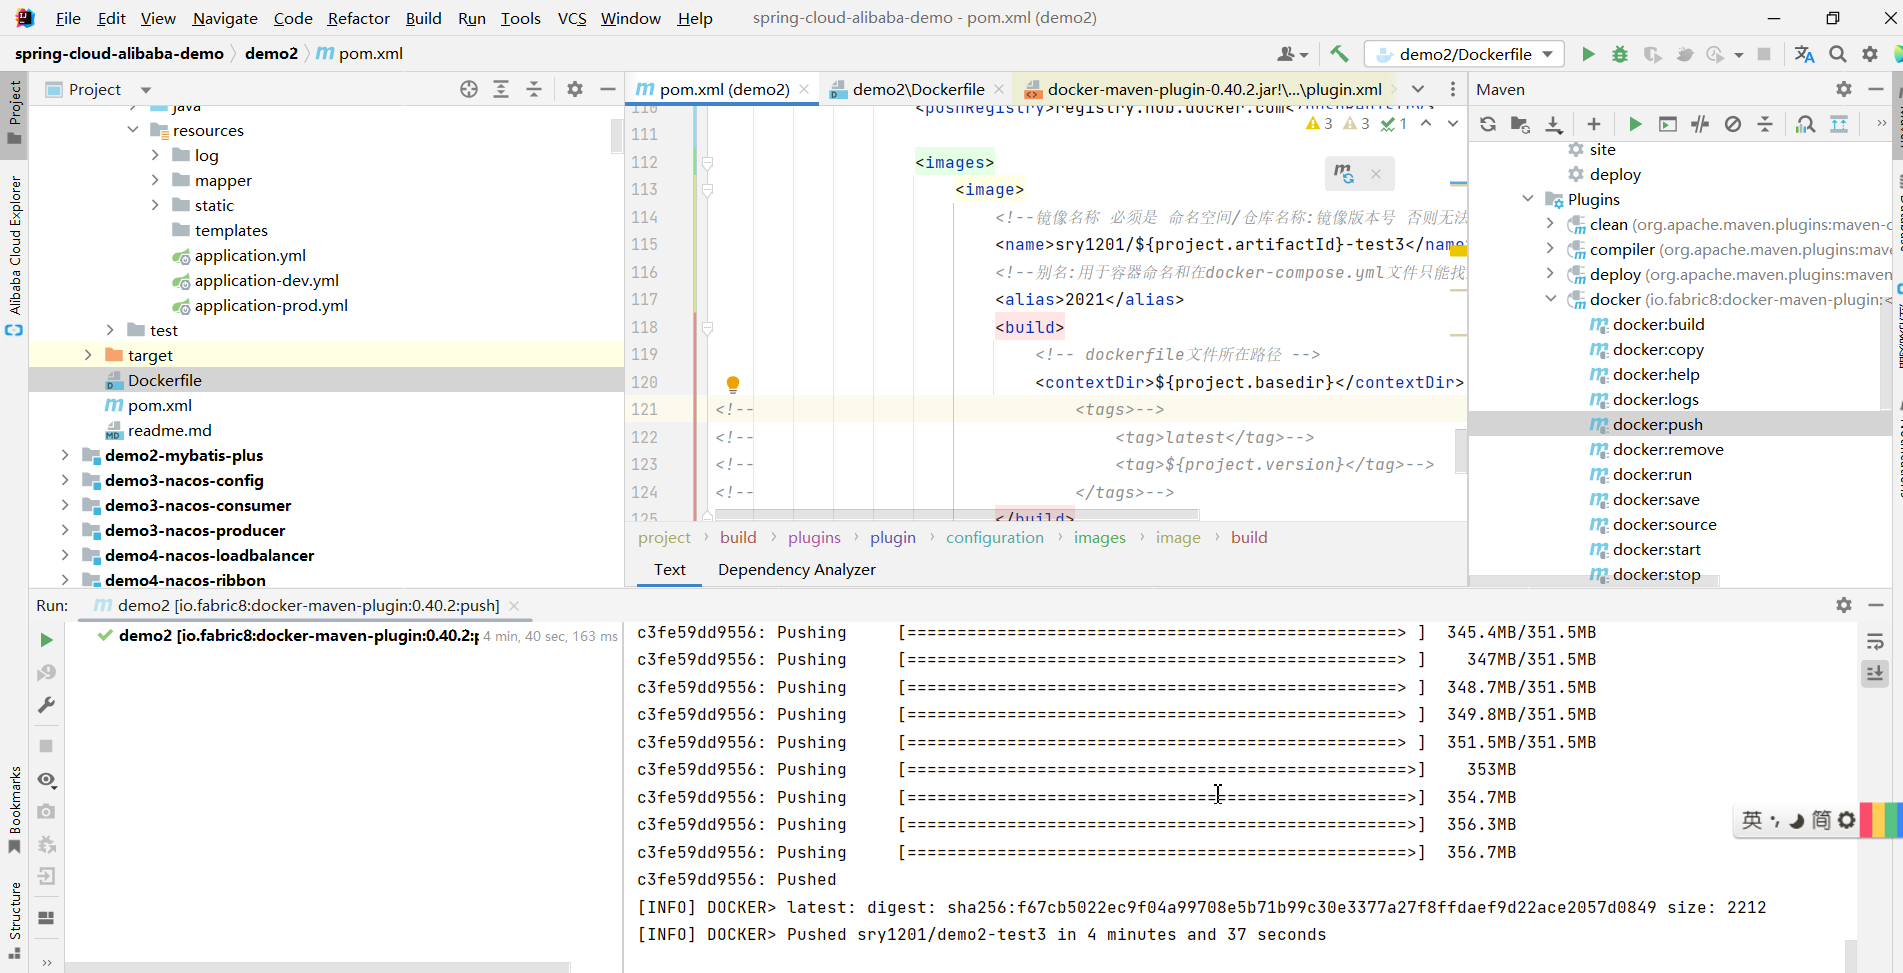 File Edit View Navigate Code Refactor Build Run Tools VCS Window Help spring-cloud-alibaba-demo - pom.xml (demo2)
spring-cloud-alibaba-demo demo2 pom.xml
demo2/Dockerfile
Project
Alibaba Cloud Explorer
Bookmarks
Structure
Project
java
resources
log
mapper
static
templates
application.yml
application-dev.yml
application-prod.yml
test
target
Dockerfile
pom.xml
readme.md
demo2-mybatis-plus
demo3-nacos-config
demo3-nacos-consumer
demo3-nacos-producer
demo4-nacos-loadbalancer
demo4-nacos-ribbon
pom.xml (demo2) demo2\Dockerfile docker-maven-plugin-0.40.2.jar!\...\plugin.xml
3 3 1
110 <pushRegistry>registry.hub.docker.com</pushRegistry>
111
112 <images>
113 <image>
114 <!--镜像名称 必须是 命名空间/仓库名称:镜像版本号 否则无法
115 <name>sry1201/${project.artifactId}-test3</name
116 <!--别名:用于容器命名和在docker-compose.yml文件只能找
117 <alias>2021</alias>
118 <build>
119 <!-- dockerfile文件所在路径 -->
120 <contextDir>${project.basedir}</contextDir>
121 <!-- <tags>-->
122 <!-- <tag>latest</tag>-->
123 <!-- <tag>${project.version}</tag>-->
124 <!-- </tags>-->
125 </build>
project build plugins plugin configuration images image build
Text Dependency Analyzer
Maven
site
deploy
Plugins
clean (org.apache.maven.plugins:maven-c
compiler (org.apache.maven.plugins:mave
deploy (org.apache.maven.plugins:maven
docker (io.fabric8:docker-maven-plugin:<
docker:build
docker:copy
docker:help
docker:logs
docker:push
docker:remove
docker:run
docker:save
docker:source
docker:start
docker:stop
Run: demo2 [io.fabric8:docker-maven-plugin:0.40.2:push]
demo2 [io.fabric8:docker-maven-plugin:0.40.2:p 4 min, 40 sec, 163 ms
c3fe59dd9556: Pushing [==================================================> ] 345.4MB/351.5MB
c3fe59dd9556: Pushing [==================================================> ] 347MB/351.5MB
c3fe59dd9556: Pushing [==================================================> ] 348.7MB/351.5MB
c3fe59dd9556: Pushing [==================================================> ] 349.8MB/351.5MB
c3fe59dd9556: Pushing [==================================================> ] 351.5MB/351.5MB
c3fe59dd9556: Pushing [==================================================>] 353MB
c3fe59dd9556: Pushing [==================================================>] 354.7MB
c3fe59dd9556: Pushing [==================================================>] 356.3MB
c3fe59dd9556: Pushing [==================================================>] 356.7MB
c3fe59dd9556: Pushed
[INFO] DOCKER> latest: digest: sha256:f67cb5022ec9f04a99708e5b71b99c30e3377a27f8ffdaef9d22ace2057d0849 size: 2212
[INFO] DOCKER> Pushed sry1201/demo2-test3 in 4 minutes and 37 seconds
英 简